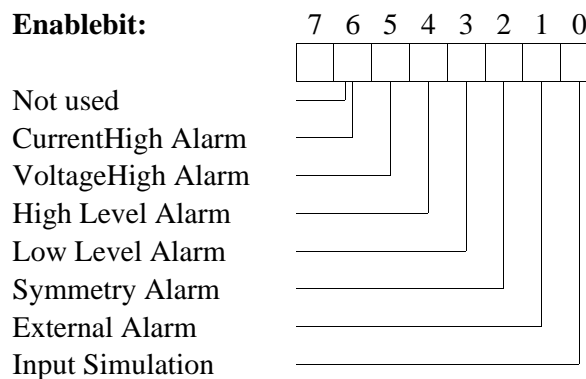 Enablebit: 7 6 5 4 3 2 1 0
Not used
CurrentHigh Alarm
VoltageHigh Alarm
High Level Alarm
Low Level Alarm
Symmetry Alarm
External Alarm
Input Simulation